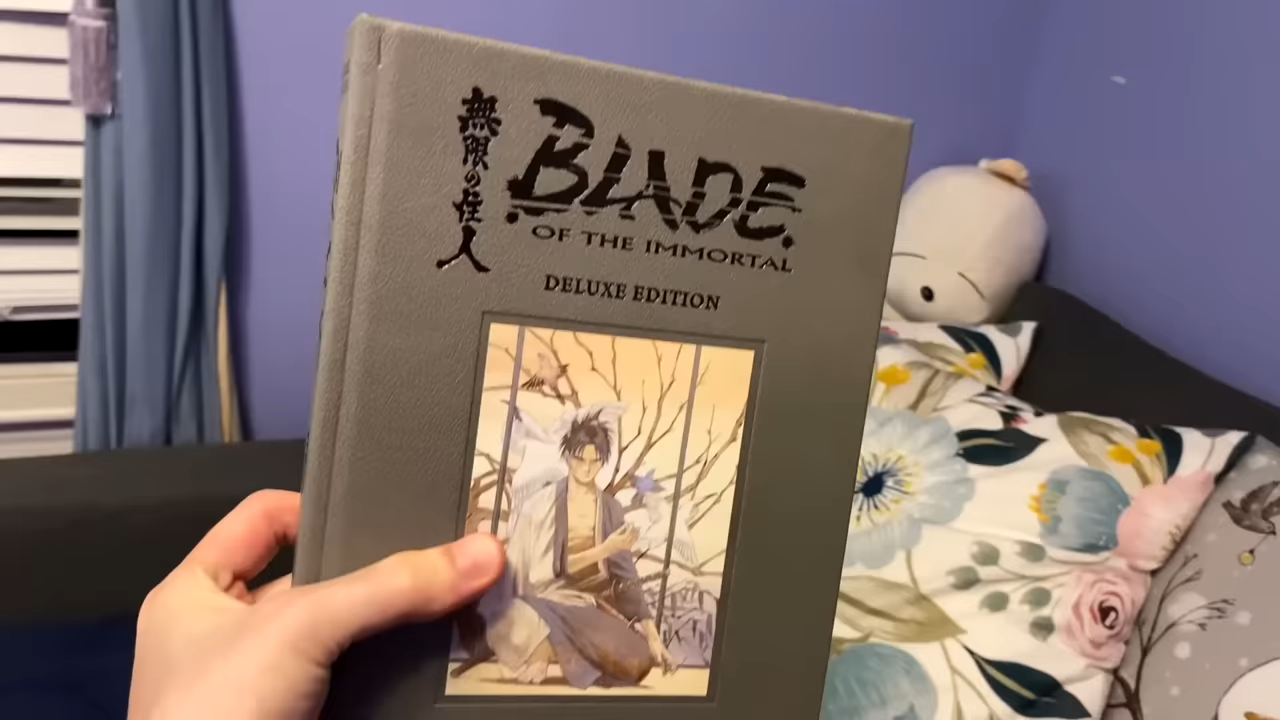 無限の住人
BLADE
OF THE IMMORTAL
DELUXE EDITION